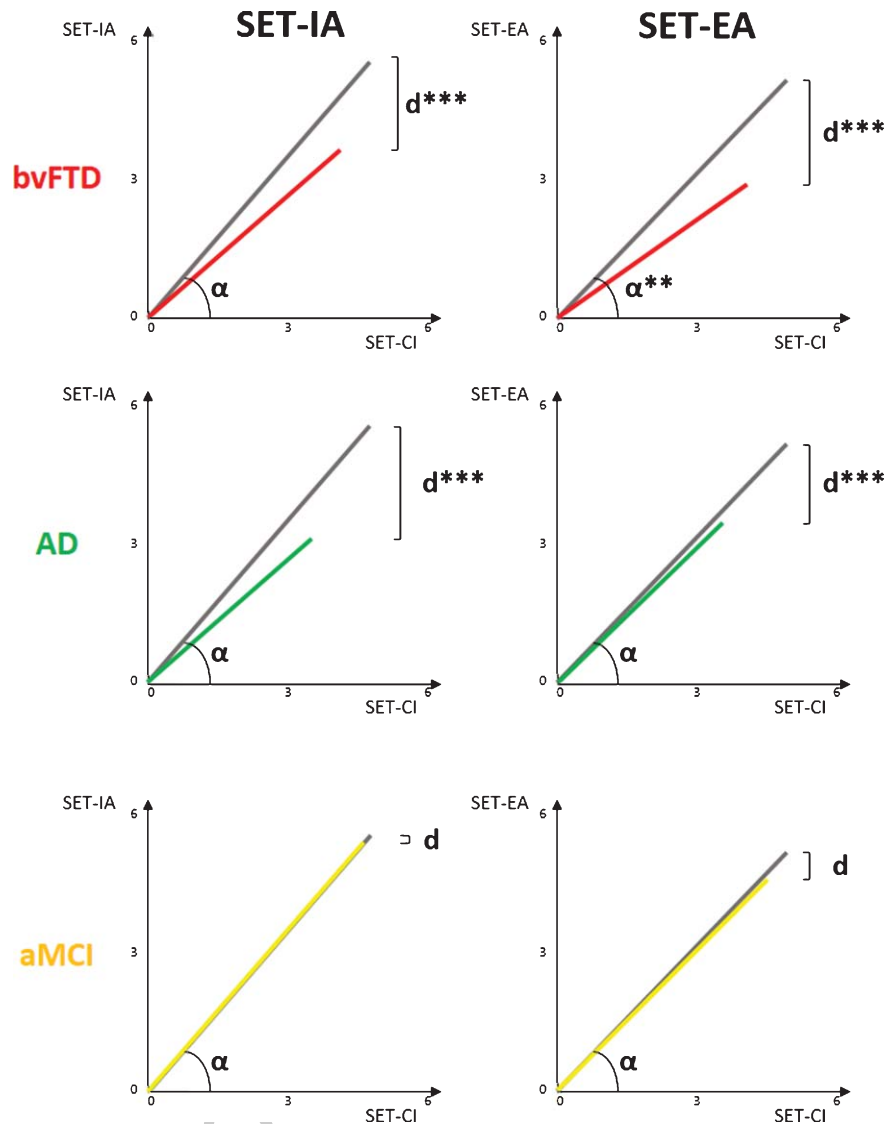 SET-IA SET-EA
SET-IA SET-EA
6 6
d*** d***
bvFTD
3 3
α α**
0 0
0 3 6 0 3 6
SET-CI SET-CI
SET-IA SET-EA
6 6
d*** d***
AD
3 3
α α
0 0
0 3 6 0 3 6
SET-CI SET-CI
SET-IA SET-EA
6 6
d d
aMCI
3 3
α α
0 0
0 3 6 0 3 6
SET-CI SET-CI